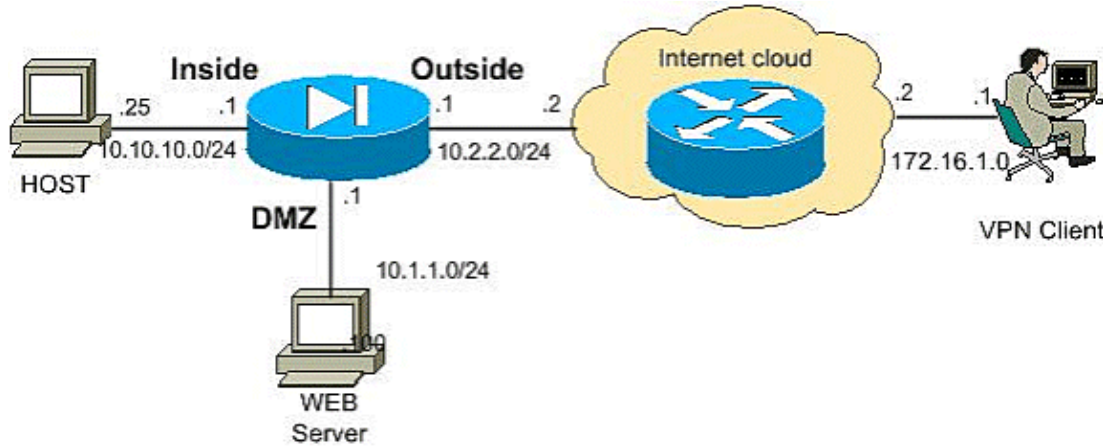 Internet cloud
Inside
Outside
.25
.1
.1
.2
.2
.1
10.10.10.0/24
10.2.2.0/24
172.16.1.0
HOST
.1
DMZ
VPN Client
10.1.1.0/24
.100
WEB
Server